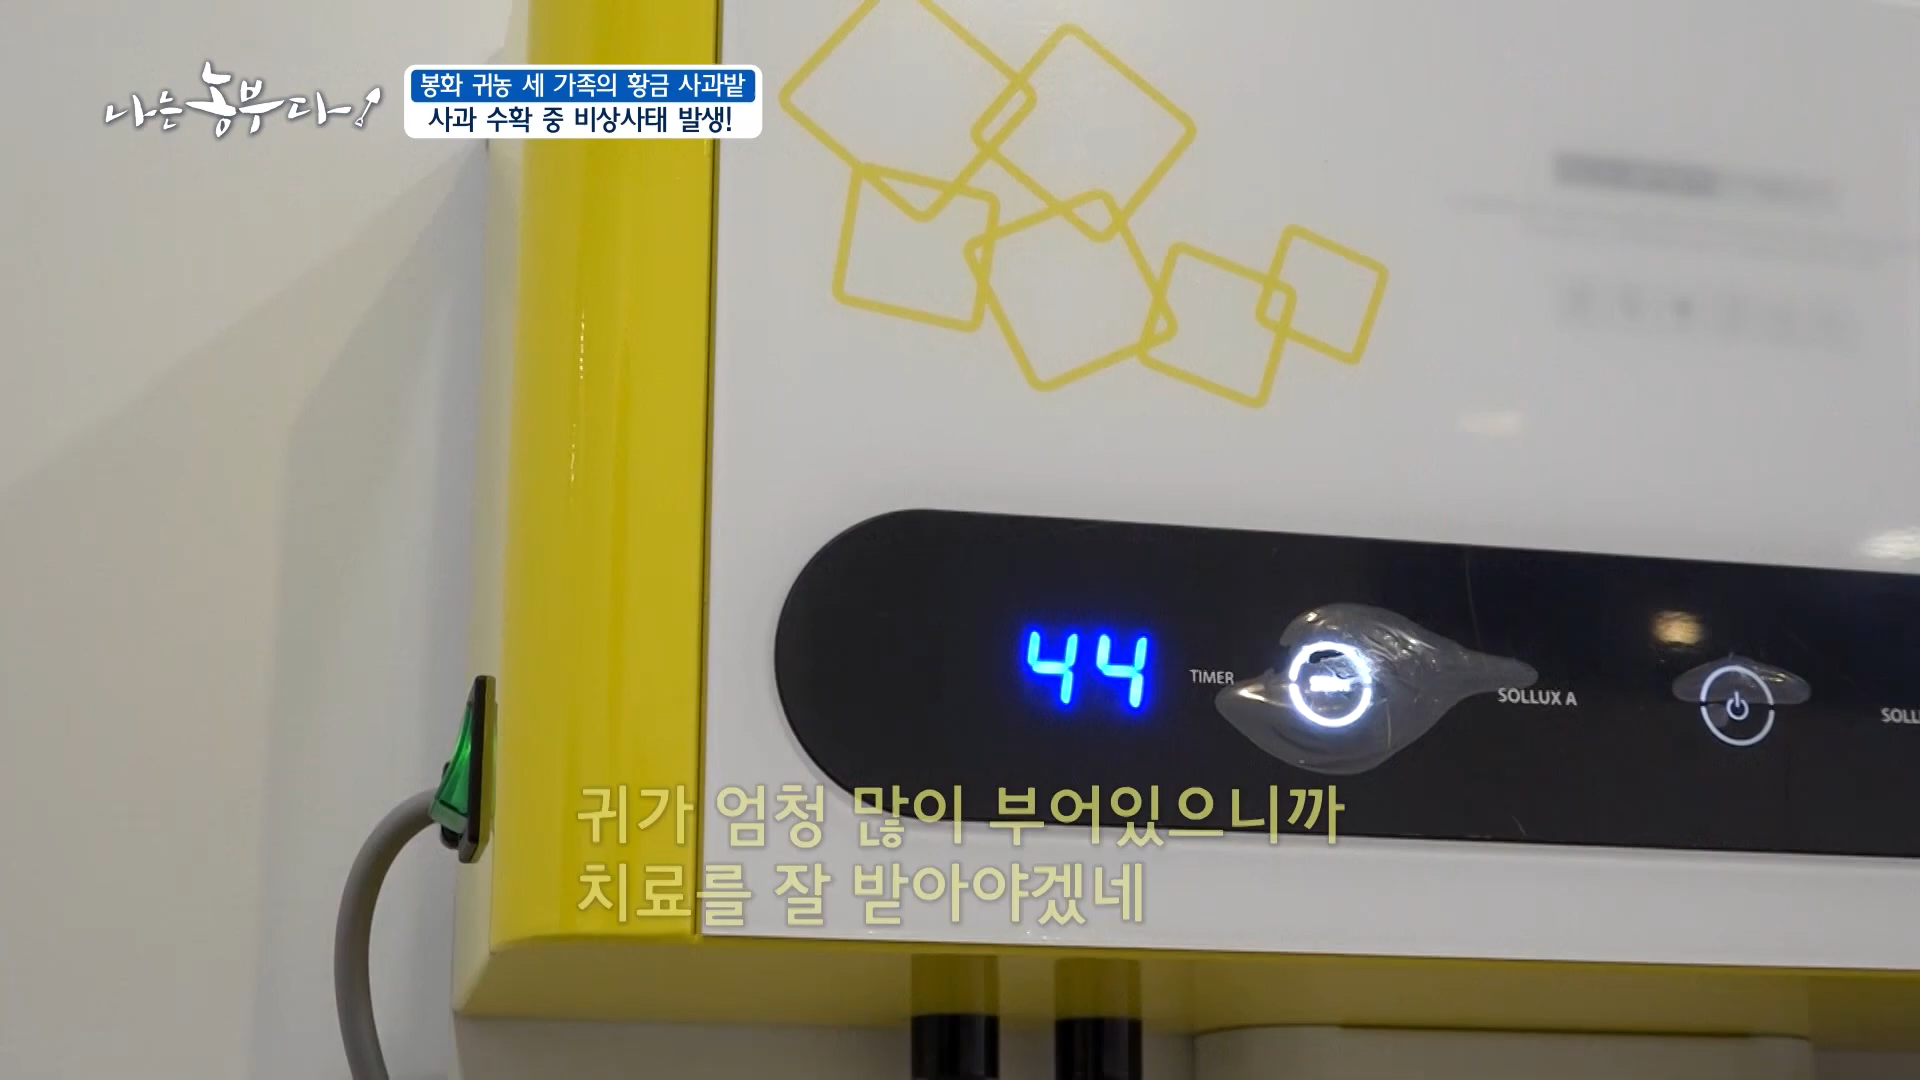 나는 농부다!
봉화 귀농 세 가족의 황금 사과밭
사과 수확 중 비상사태 발생!
44
TIMER
SOLLUX A
귀가 엄청 많이 부어있으니까
치료를 잘 받아야겠네